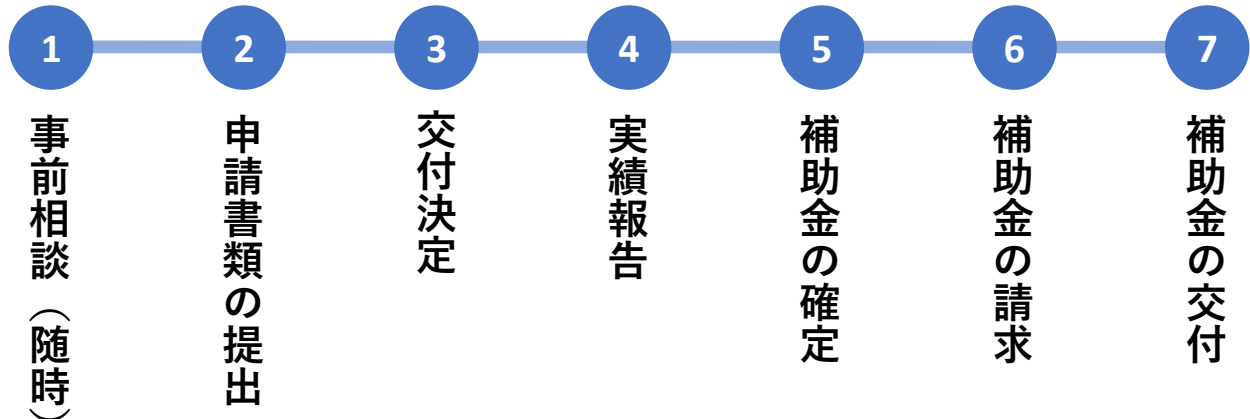 1
事前相談（随時）
2
申請書類の提出
3
交付決定
4
実績報告
5
補助金の確定
6
補助金の請求
7
補助金の交付